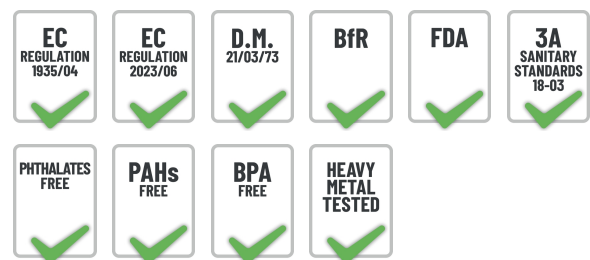 EC
REGULATION
1935/04
EC
REGULATION
2023/06
D.M.
21/03/73
BfR
FDA
3A
SANITARY
STANDARDS
18-03
PHTHALATES
FREE
PAHs
FREE
BPA
FREE
HEAVY
METAL
TESTED